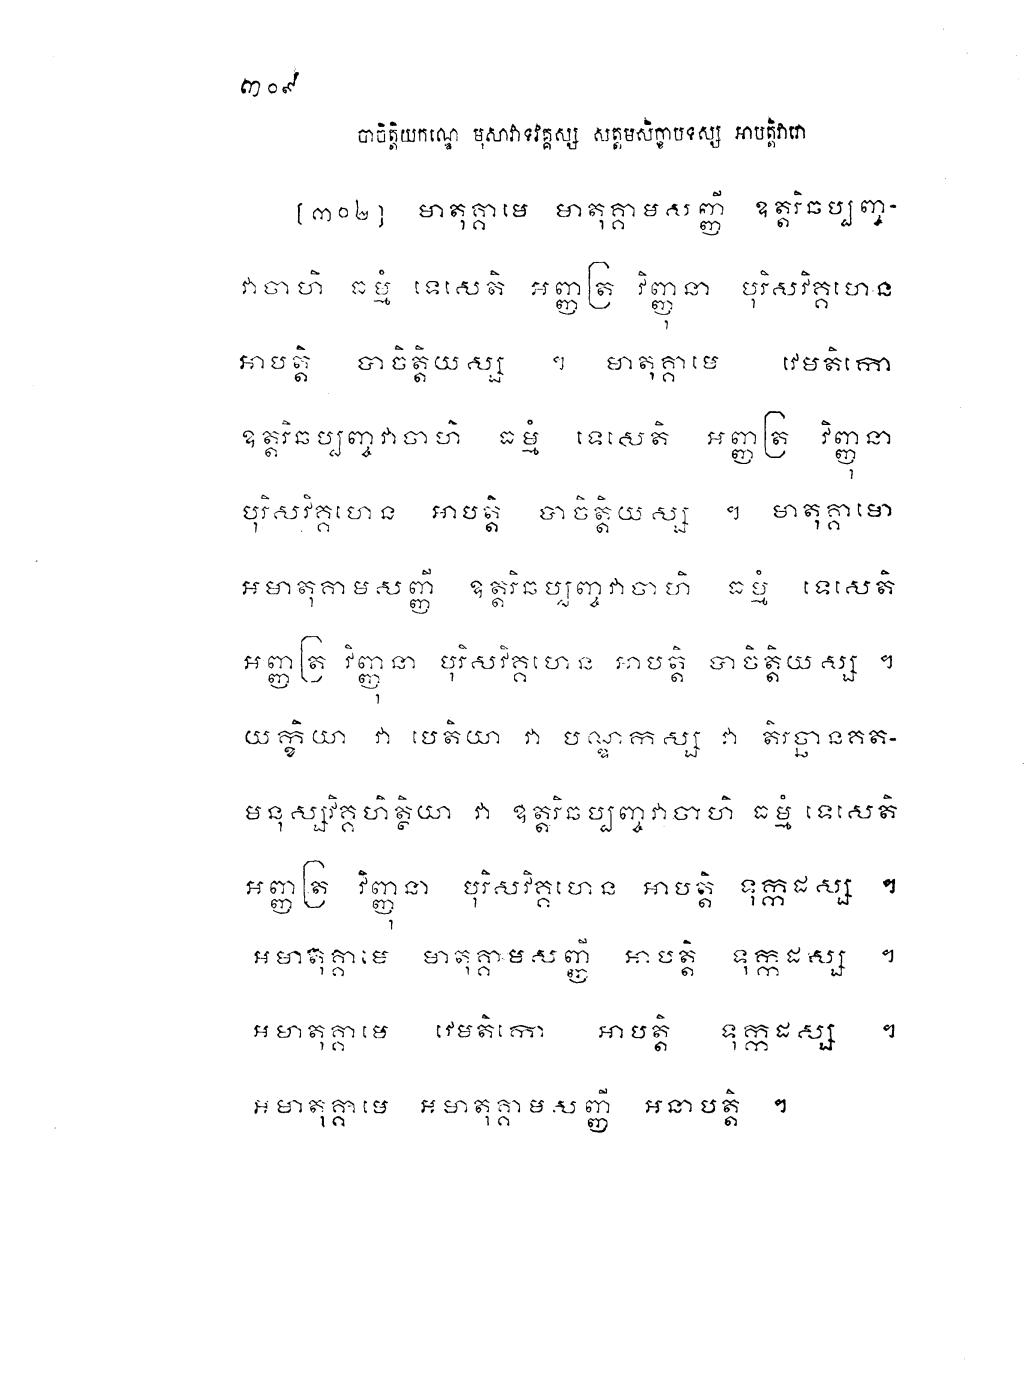 ៣០៩
បាចិត្តិយកណ្ឌេ មុសាវាទវគ្គស្ស សត្តមសិក្ខាបទស្ស អាបត្តិវារោ
[៣០២] មាតុគ្គាមេ មាតុគ្គាមសញ្ញី ឧត្តរិឆប្បញ្ច-
វាចាហិ ធម្មំ ទេសេតិ អញ្ញត្រ វិញ្ញុនា បុរិសវិគ្គហេន
អាបត្តិ បាចិត្តិយស្ស ។ មាតុគ្គាមេ វេមតិកោ
ឧត្តរិឆប្បញ្ចវាចាហិ ធម្មំ ទេសេតិ អញ្ញត្រ វិញ្ញុនា
បុរិសវិគ្គហេន អាបត្តិ បាចិត្តិយស្ស ។ មាតុគ្គាមេ
អមាតុគាមសញ្ញី ឧត្តរិឆប្បញ្ចវាចាហិ ធម្មំ ទេសេតិ
អញ្ញត្រ វិញ្ញុនា បុរិសវិគ្គហេន អាបត្តិ បាចិត្តិយស្ស ។
យក្ខិយា វា បេតិយា វា បណ្ឌកស្ស វា តិរច្ឆានគត-
មនុស្សវិគ្គហិត្ថិយា វា ឧត្តរិឆប្បញ្ចវាចាហិ ធម្មំ ទេសេតិ
អញ្ញត្រ វិញ្ញុនា បុរិសវិគ្គហេន អាបត្តិ ទុក្កដស្ស ។
អមាតុគ្គាមេ មាតុគ្គាមសញ្ញី អាបត្តិ ទុក្កដស្ស ។
អមាតុគ្គាមេ វេមតិកោ អាបត្តិ ទុក្កដស្ស ។
អមាតុគ្គាមេ អមាតុគ្គាមសញ្ញី អនាបត្តិ ។